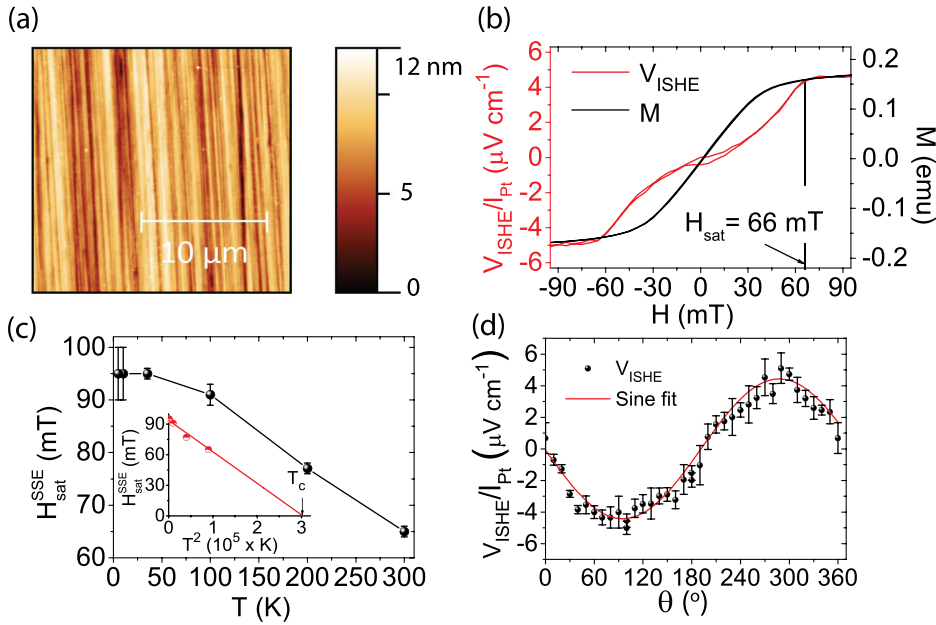 (a)
12 nm
5
0
10 μm
(b)
V_ISHE/I_Pt (μV cm⁻¹)
6
4
2
0
-2
-4
-6
V_ISHE
M
H_sat = 66 mT
0.2
0.1
0.0
-0.1
-0.2
M (emu)
-90 -60 -30 0 30 60 90
H (mT)
(c)
H_sat^SSE (mT)
100
90
80
70
60
0 50 100 150 200 250 300
T (K)
H_sat^SSE (mT)
90
60
30
0
0 1 2 3 4
T² (10⁵ x K)
T_c
(d)
V_ISHE/I_Pt (μV cm⁻¹)
6
4
2
0
-2
-4
-6
V_ISHE
Sine fit
0 60 120 180 240 300 360
θ (°)